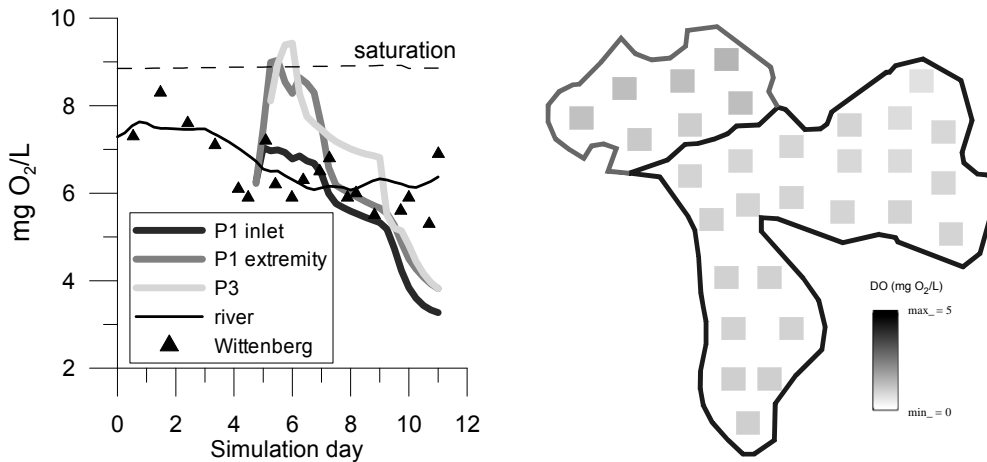 10
8
6
4
2
mg O2/L
saturation
P1 inlet
P1 extremity
P3
river
Wittenberg
0 2 4 6 8 10 12
Simulation day
DO (mg O2/L)
max_ = 5
min_ = 0